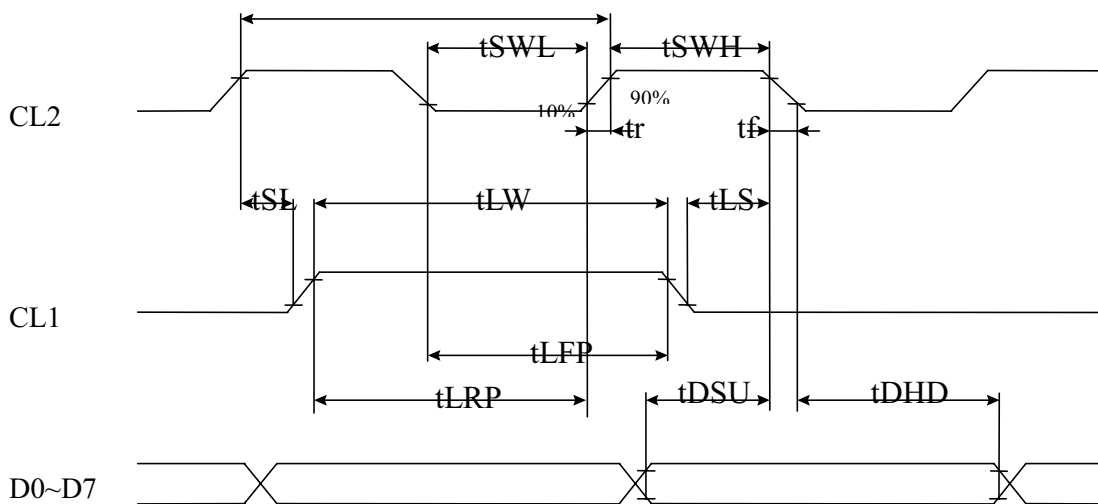 tSWL tSWH
CL2
10% 90%
tr tf
tSL tLW tLS
CL1
tLFP
tLRP tDSU tDHD
D0~D7